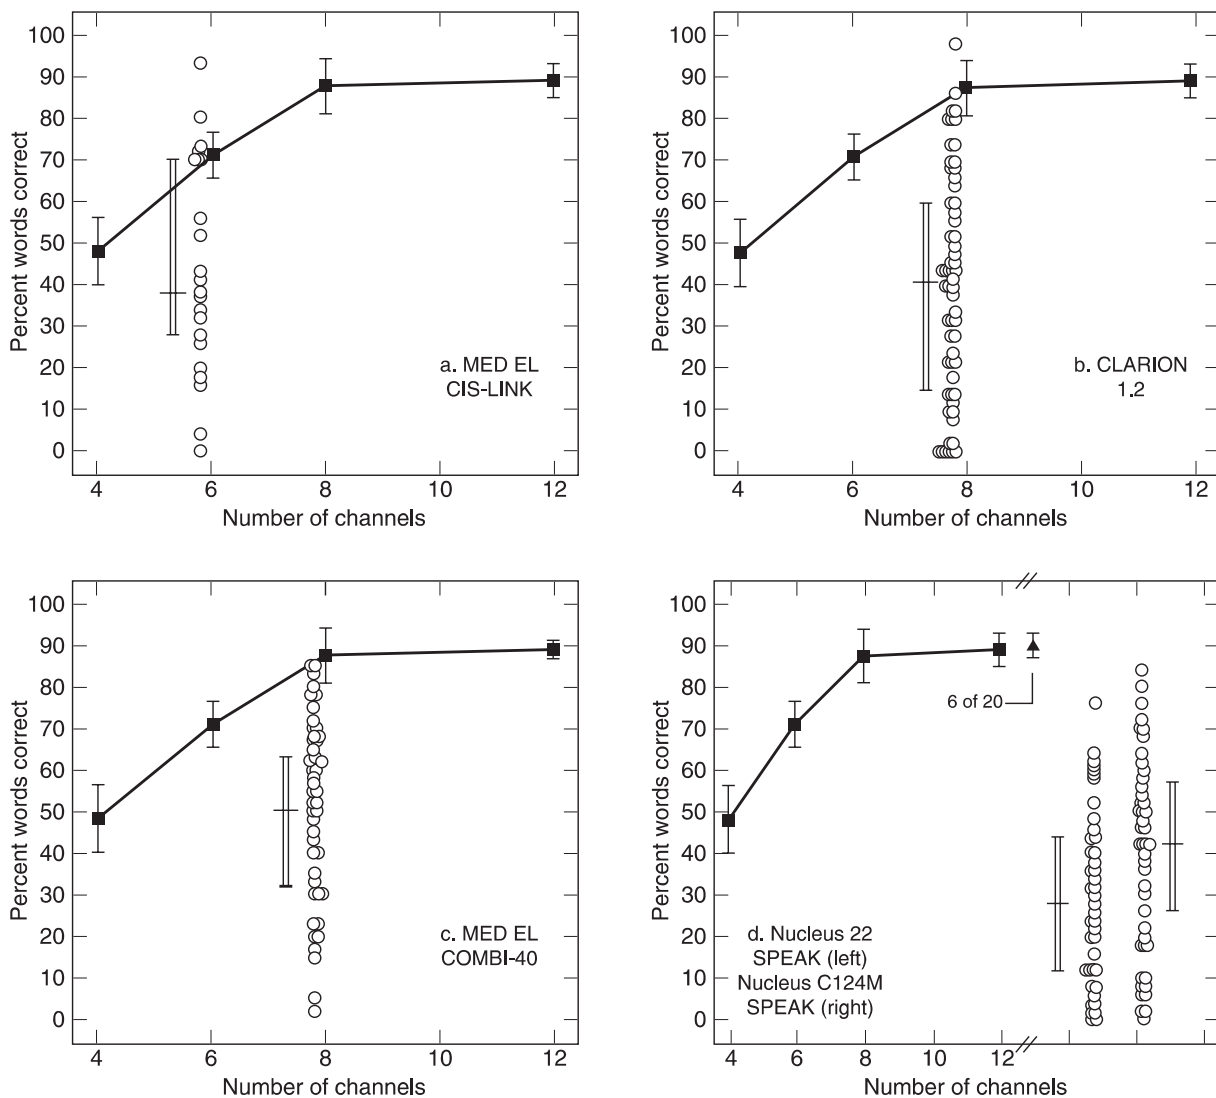 100
90
80
70
60
50
40
30
20
10
0
Percent words correct
a. MED EL
CIS-LINK
4 6 8 10 12
Number of channels
100
90
80
70
60
50
40
30
20
10
0
Percent words correct
b. CLARION
1.2
4 6 8 10 12
Number of channels
100
90
80
70
60
50
40
30
20
10
0
Percent words correct
c. MED EL
COMBI-40
4 6 8 10 12
Number of channels
100
90
80
70
60
50
40
30
20
10
0
Percent words correct
6 of 20
d. Nucleus 22
SPEAK (left)
Nucleus C124M
SPEAK (right)
4 6 8 10 12
Number of channels